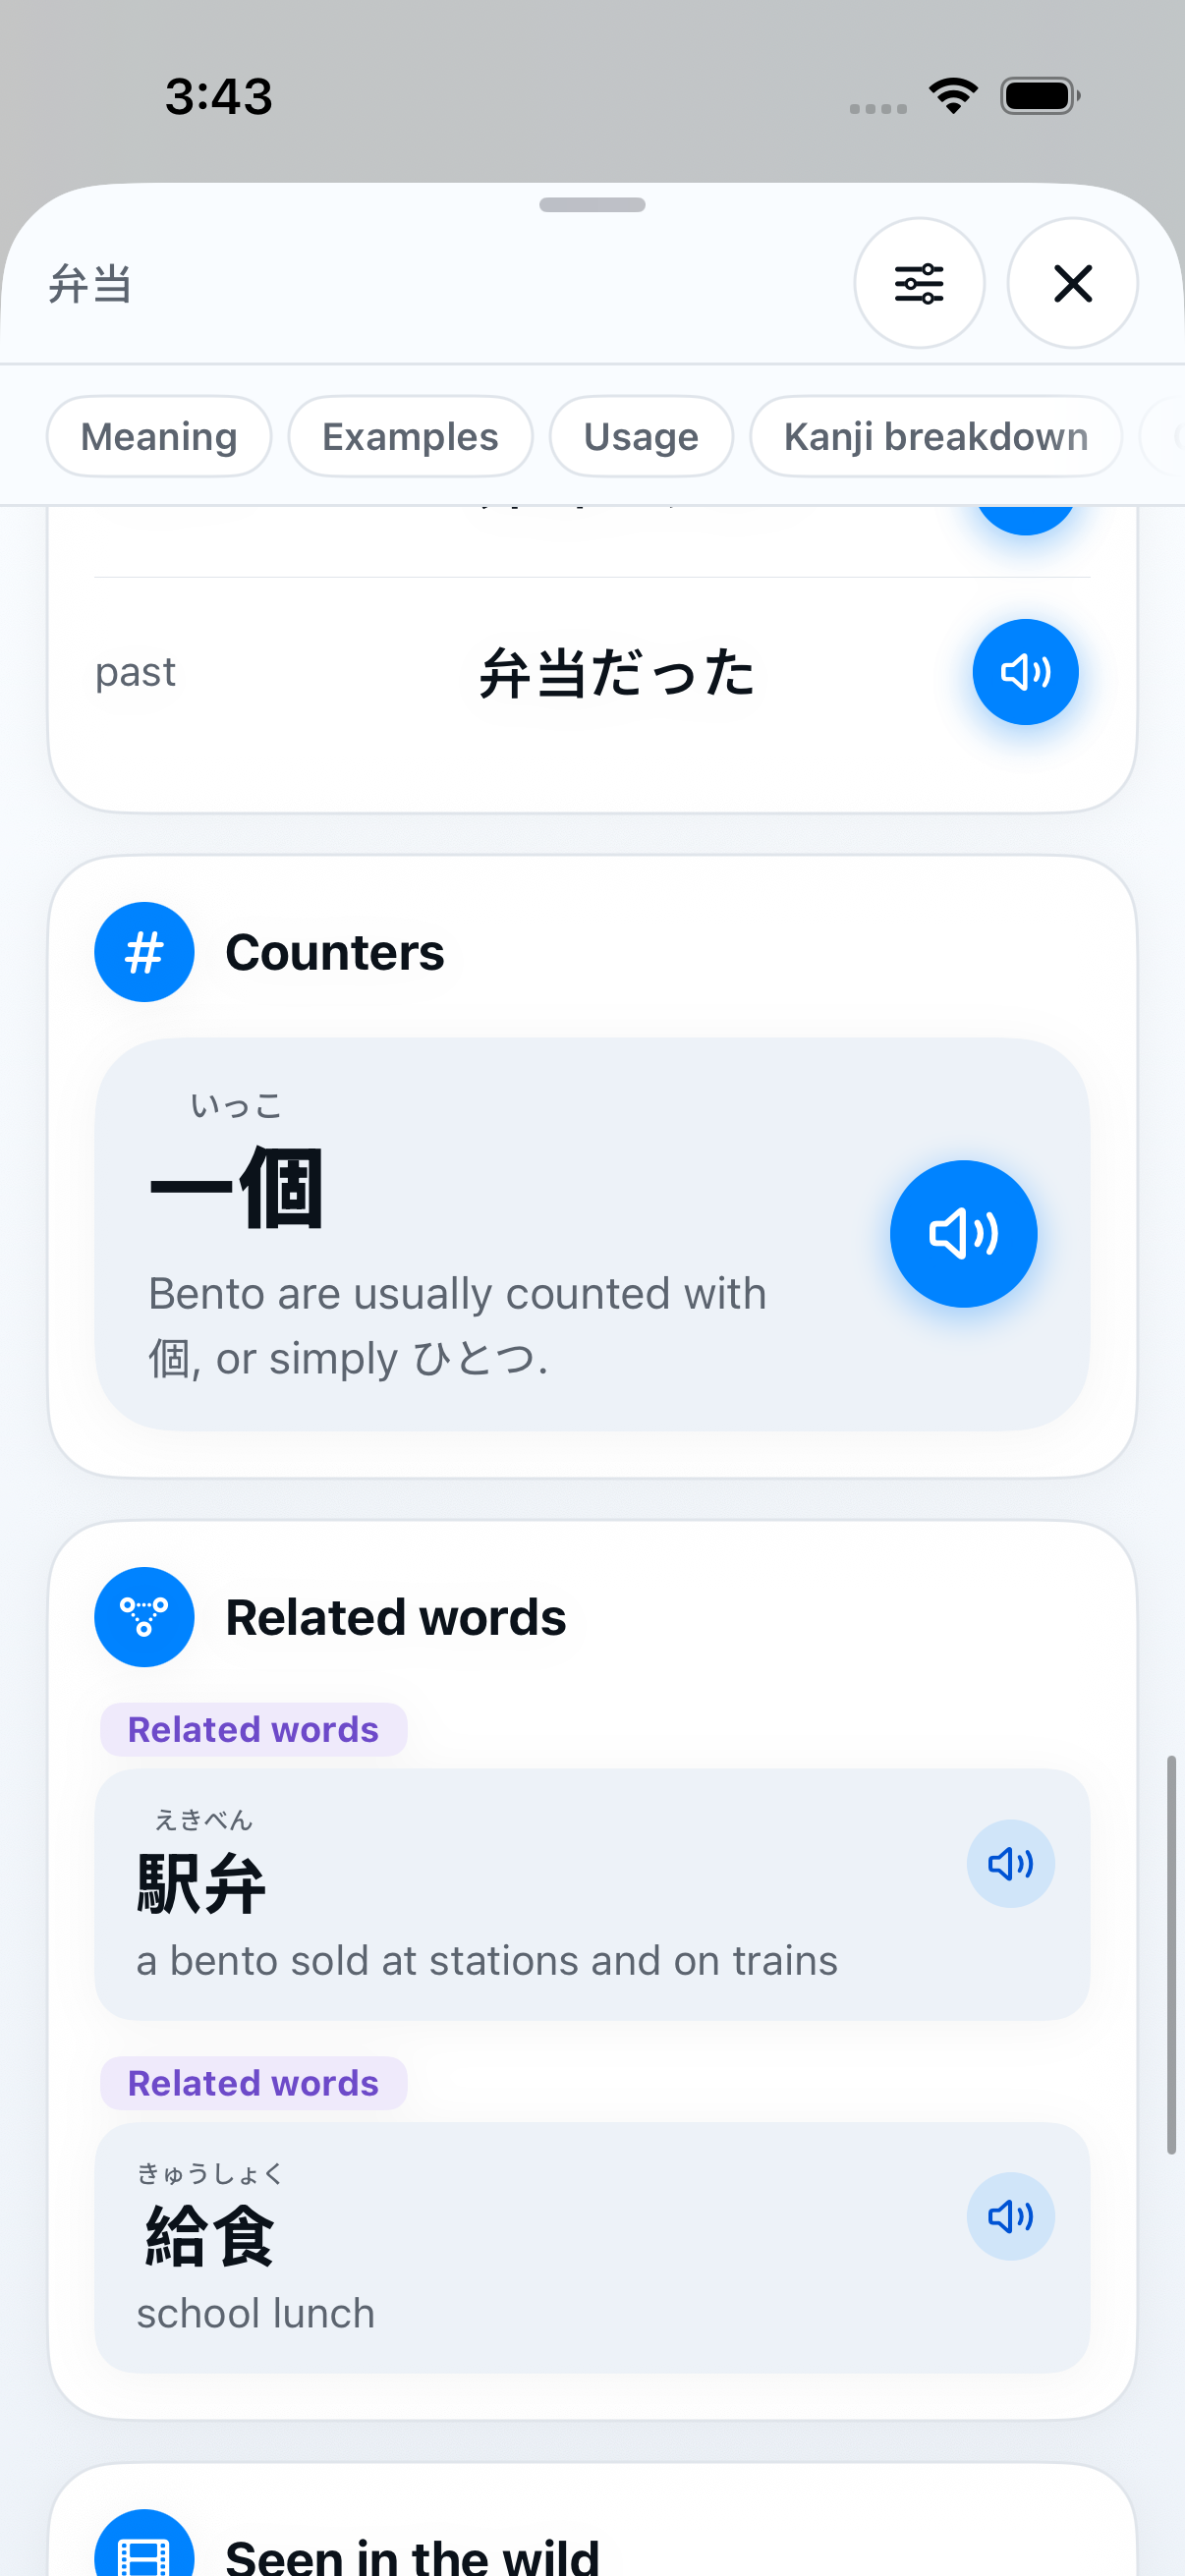 3:43
弁当
Meaning
Examples
Usage
Kanji breakdown
past
弁当だった
Counters
いっこ
一個
Bento are usually counted with
個, or simply ひとつ.
Related words
Related words
えきべん
駅弁
a bento sold at stations and on trains
Related words
きゅうしょく
給食
school lunch
Seen in the wild